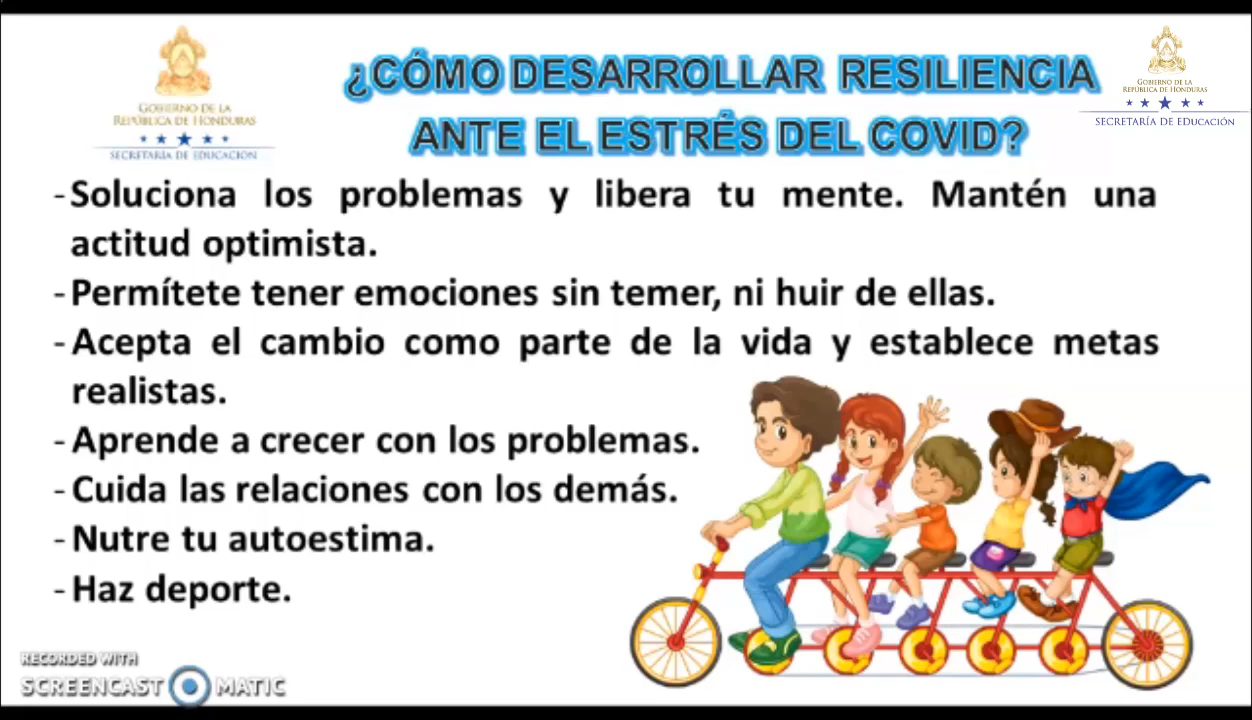 GOBIERNO DE LA
REPÚBLICA DE HONDURAS
SECRETARÍA DE EDUCACIÓN
¿CÓMO DESARROLLAR RESILIENCIA
ANTE EL ESTRÉS DEL COVID?
GOBIERNO DE LA
REPÚBLICA DE HONDURAS
SECRETARÍA DE EDUCACIÓN
-Soluciona los problemas y libera tu mente. Mantén una
actitud optimista.
-Permítete tener emociones sin temer, ni huir de ellas.
-Acepta el cambio como parte de la vida y establece metas
realistas.
-Aprende a crecer con los problemas.
-Cuida las relaciones con los demás.
-Nutre tu autoestima.
-Haz deporte.
RECORDED WITH
SCREENCAST MATIC